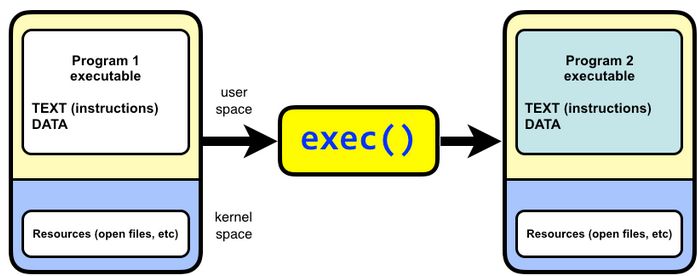 Program 1
executable
TEXT (instructions)
DATA
Resources (open files, etc)
user
space
exec()
kernel
space
Program 2
executable
TEXT (instructions)
DATA
Resources (open files, etc)